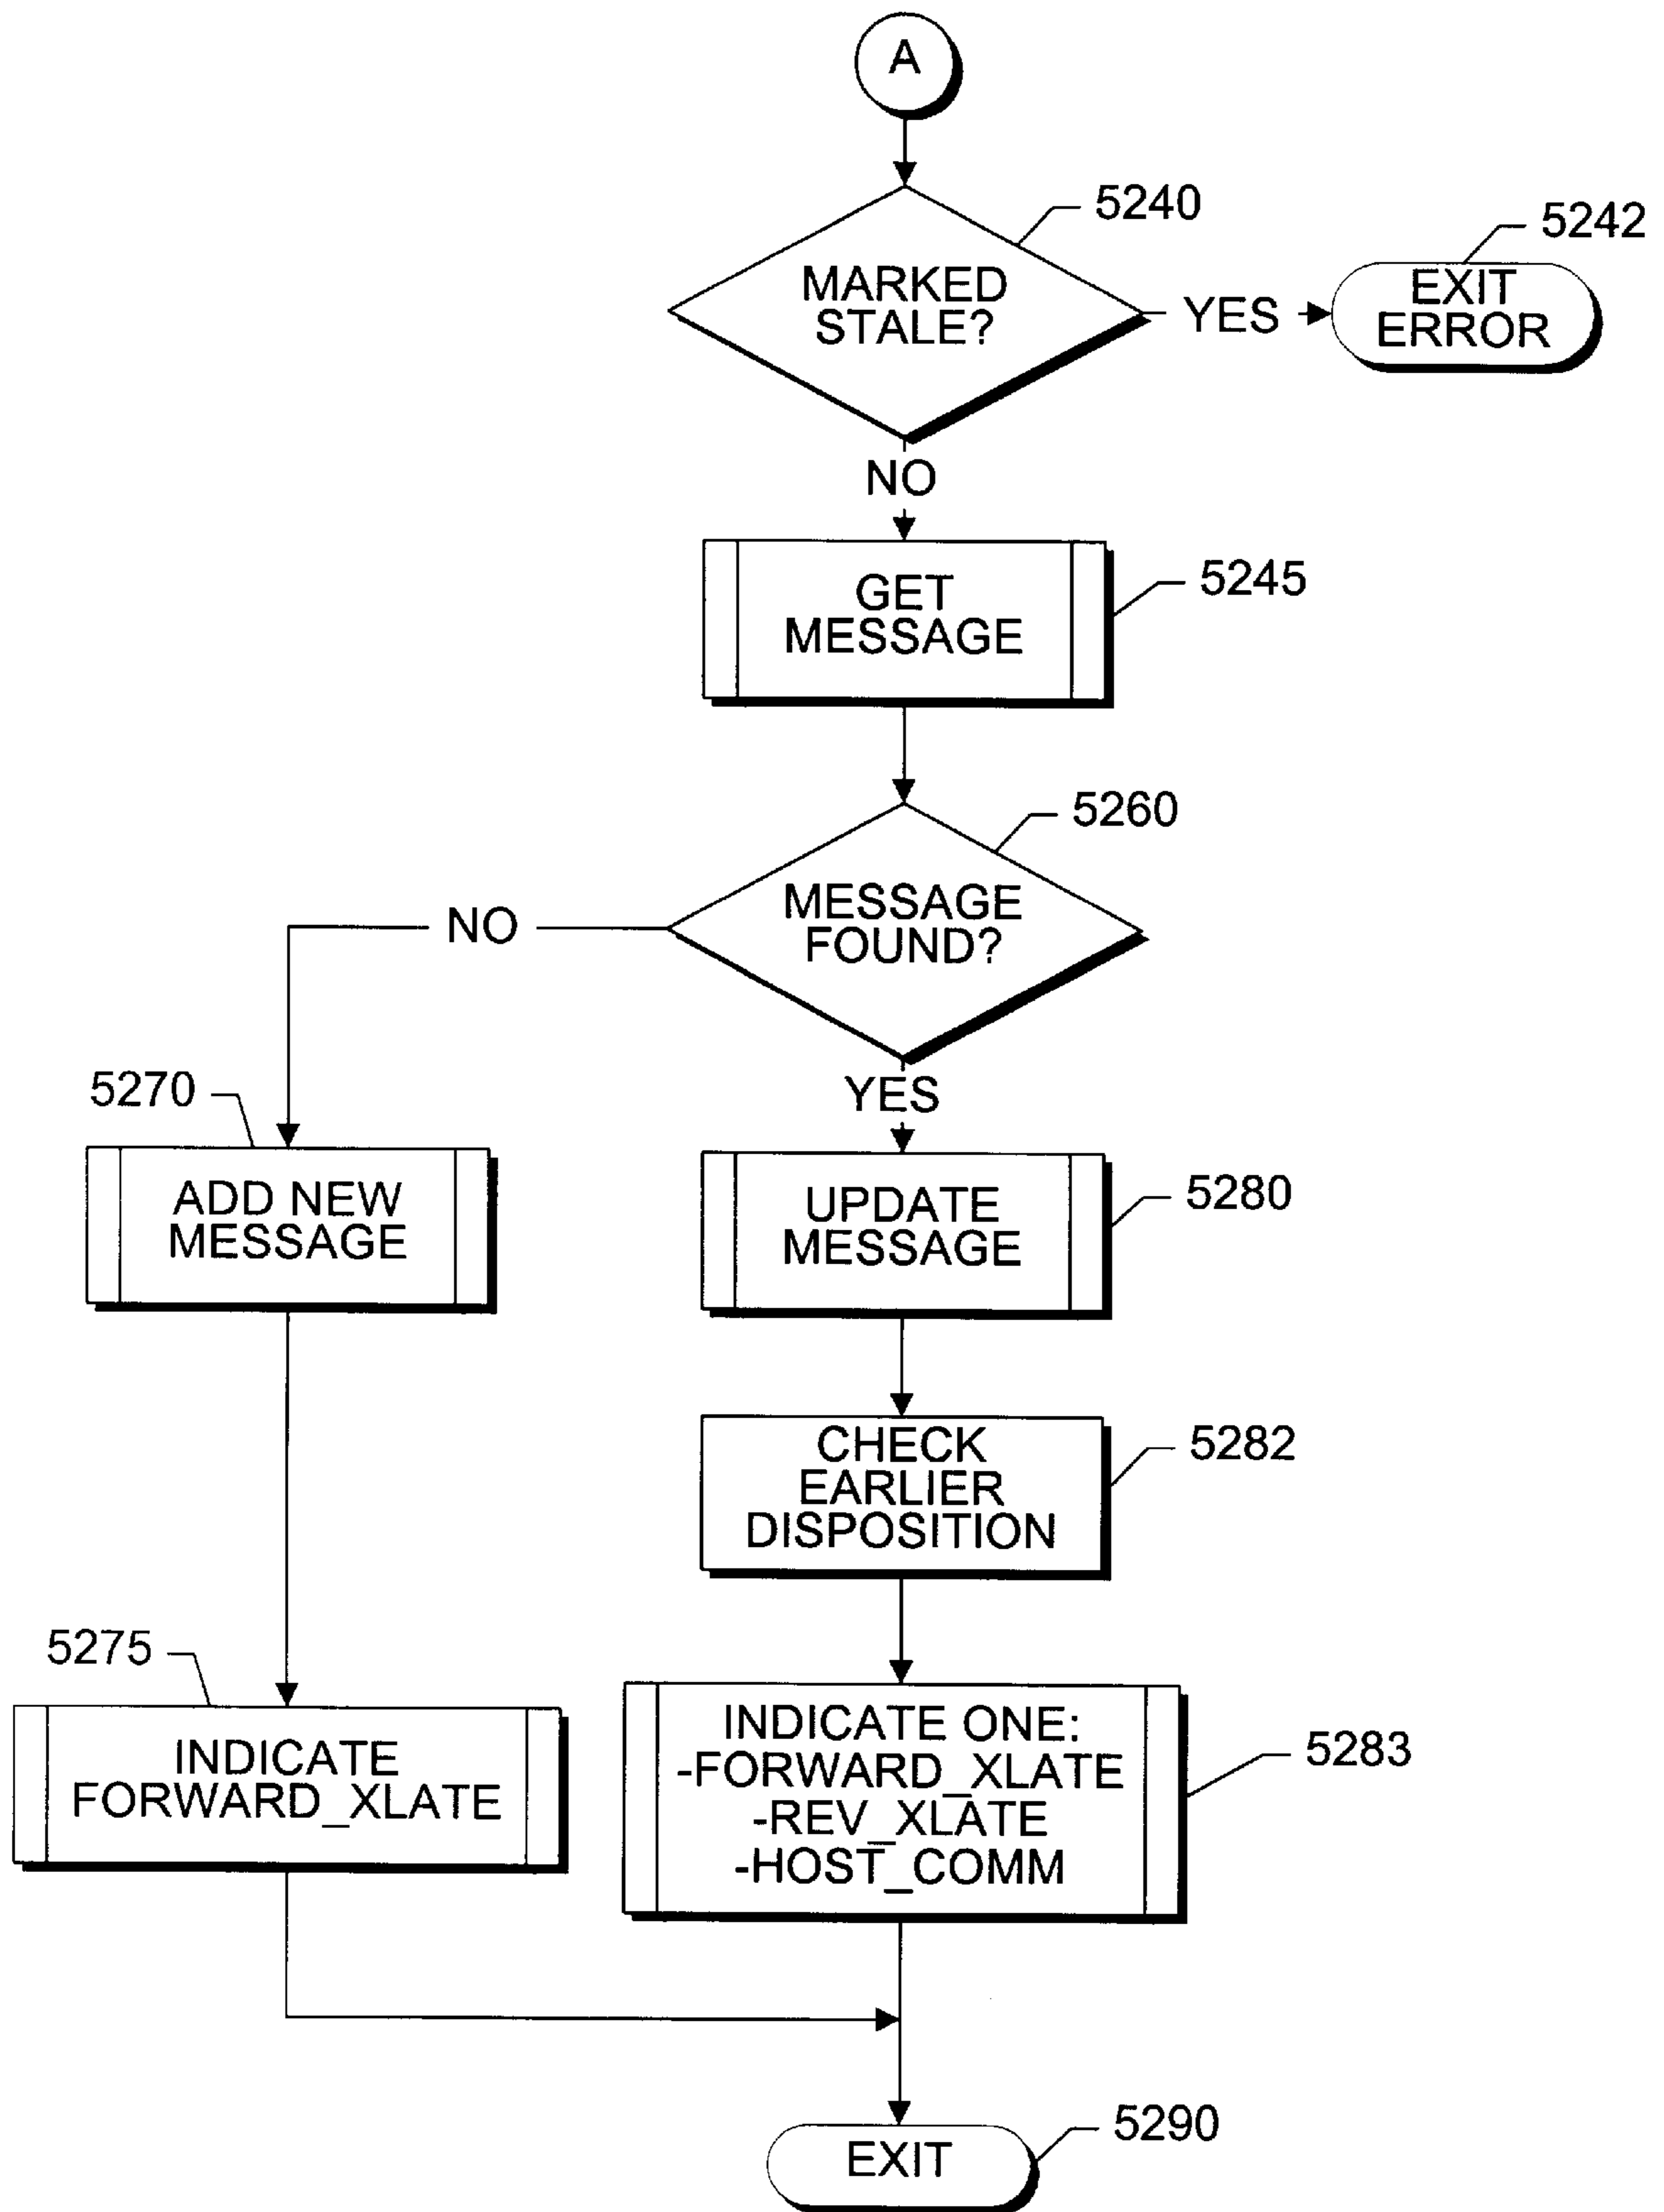 A
5240
5242
MARKED
STALE?
YES
EXIT
ERROR
NO
5245
GET
MESSAGE
5260
MESSAGE
FOUND?
NO
YES
5270
ADD NEW
MESSAGE
5280
UPDATE
MESSAGE
5282
CHECK
EARLIER
DISPOSITION
5275
INDICATE
FORWARD_XLATE
5283
INDICATE ONE:
-FORWARD_XLATE
-REV_XLATE
-HOST_COMM
5290
EXIT